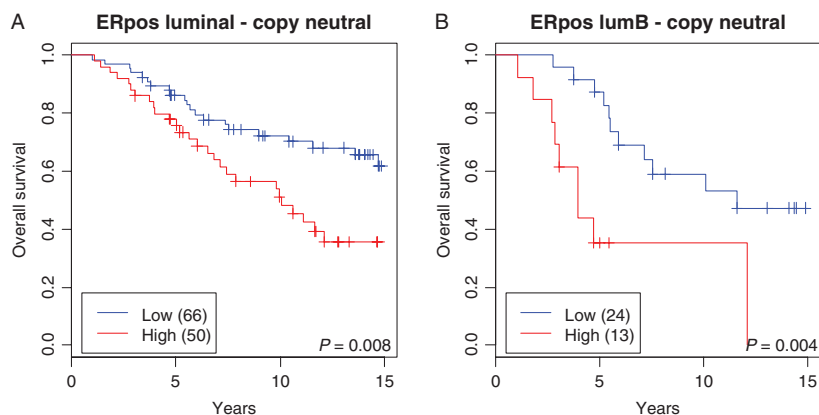 A
ERpos luminal - copy neutral
Overall survival
1.0
0.8
0.6
0.4
0.2
0.0
Low (66)
High (50)
P = 0.008
0 5 10 15
Years
B
ERpos lumB - copy neutral
Overall survival
1.0
0.8
0.6
0.4
0.2
0.0
Low (24)
High (13)
P = 0.004
0 5 10 15
Years